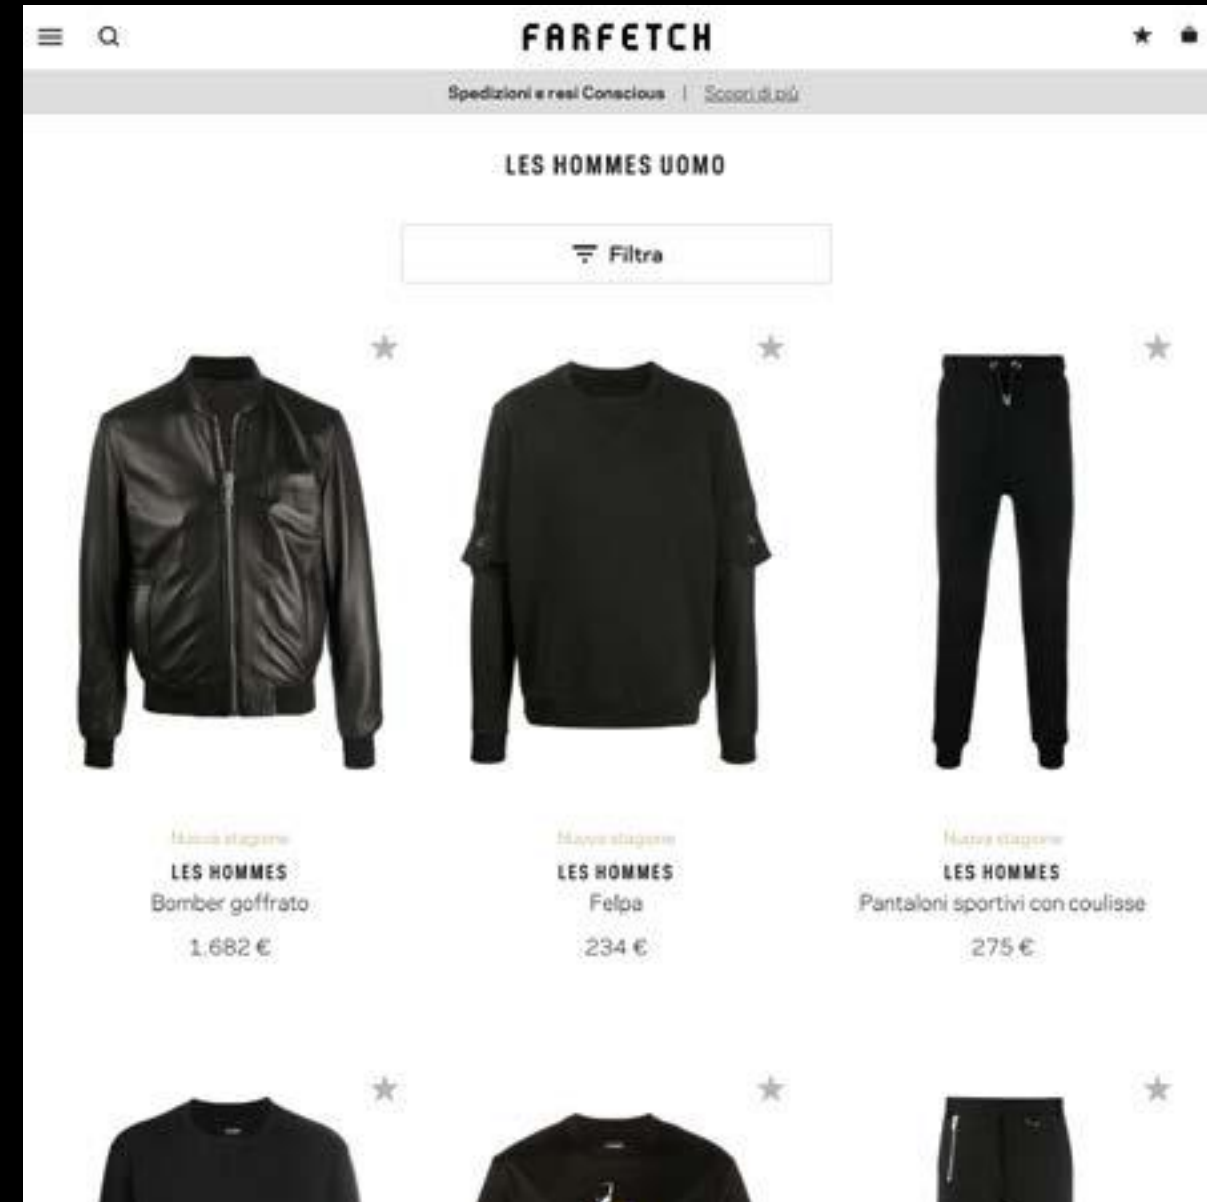 FARFETCH
Spedizioni e resi Conscious | Scopri di più
LES HOMMES UOMO
Filtra
Nuova stagione
LES HOMMES
Bomber goffrato
1.682 €
Nuova stagione
LES HOMMES
Felpa
234 €
Nuova stagione
LES HOMMES
Pantaloni sportivi con coulisse
275 €